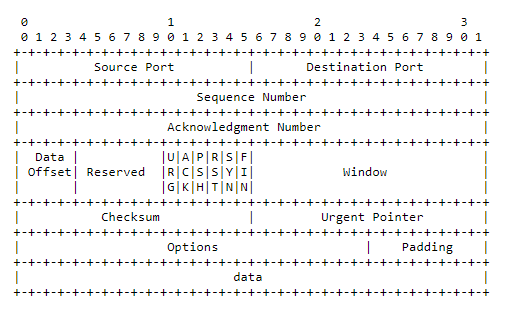 0                   1                   2                   3
 0 1 2 3 4 5 6 7 8 9 0 1 2 3 4 5 6 7 8 9 0 1 2 3 4 5 6 7 8 9 0 1
+-+-+-+-+-+-+-+-+-+-+-+-+-+-+-+-+-+-+-+-+-+-+-+-+-+-+-+-+-+-+-+-+
|          Source Port          |       Destination Port        |
+-+-+-+-+-+-+-+-+-+-+-+-+-+-+-+-+-+-+-+-+-+-+-+-+-+-+-+-+-+-+-+-+
|                        Sequence Number                        |
+-+-+-+-+-+-+-+-+-+-+-+-+-+-+-+-+-+-+-+-+-+-+-+-+-+-+-+-+-+-+-+-+
|                    Acknowledgment Number                      |
+-+-+-+-+-+-+-+-+-+-+-+-+-+-+-+-+-+-+-+-+-+-+-+-+-+-+-+-+-+-+-+-+
|  Data |           |U|A|P|R|S|F|                               |
| Offset| Reserved  |R|C|S|S|Y|I|            Window             |
|       |           |G|K|H|T|N|N|                               |
+-+-+-+-+-+-+-+-+-+-+-+-+-+-+-+-+-+-+-+-+-+-+-+-+-+-+-+-+-+-+-+-+
|           Checksum            |         Urgent Pointer        |
+-+-+-+-+-+-+-+-+-+-+-+-+-+-+-+-+-+-+-+-+-+-+-+-+-+-+-+-+-+-+-+-+
|                    Options                    |    Padding    |
+-+-+-+-+-+-+-+-+-+-+-+-+-+-+-+-+-+-+-+-+-+-+-+-+-+-+-+-+-+-+-+-+
|                             data                              |
+-+-+-+-+-+-+-+-+-+-+-+-+-+-+-+-+-+-+-+-+-+-+-+-+-+-+-+-+-+-+-+-+